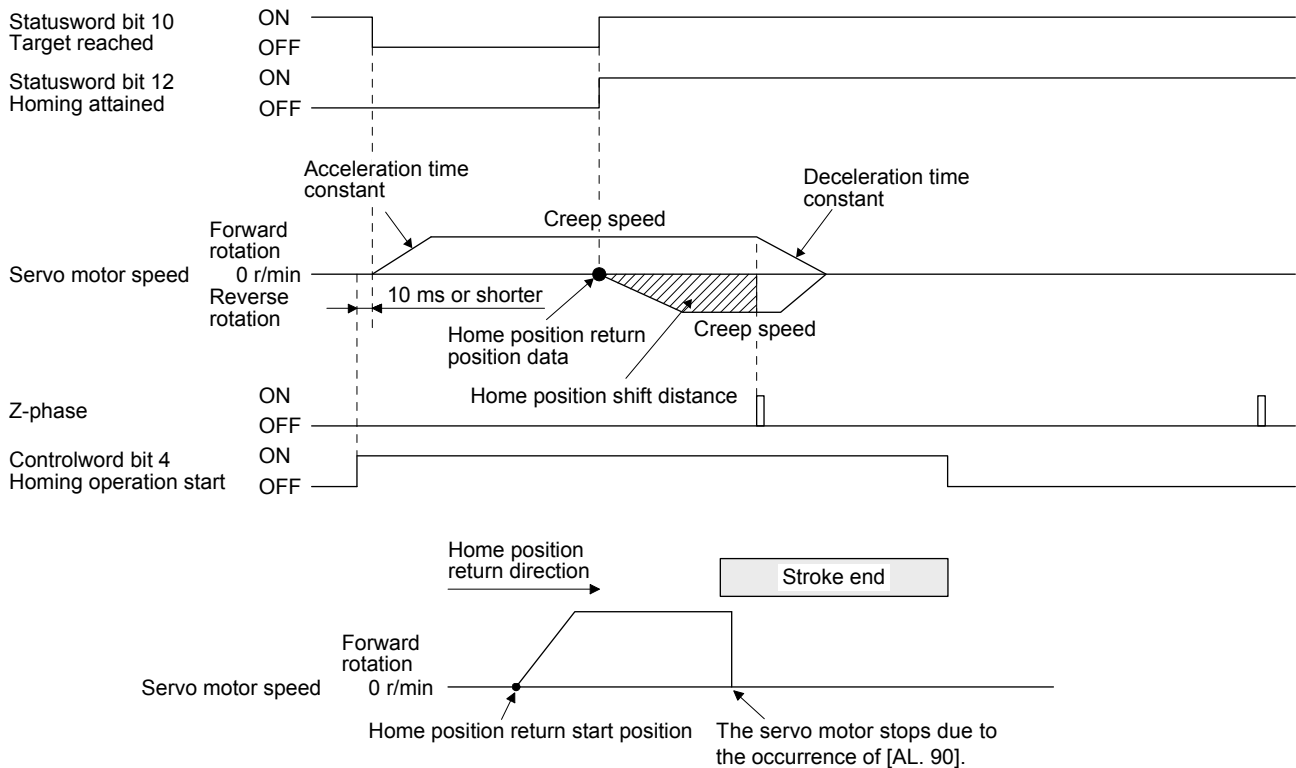 Statusword bit 10
Target reached
ON
OFF
Statusword bit 12
Homing attained
ON
OFF
Acceleration time
constant
Deceleration time
constant
Creep speed
Forward
rotation
Servo motor speed
0 r/min
Reverse
rotation
10 ms or shorter
Home position return
position data
Creep speed
Home position shift distance
Z-phase
ON
OFF
Controlword bit 4
Homing operation start
ON
OFF
Home position
return direction
Stroke end
Forward
rotation
Servo motor speed
0 r/min
Home position return start position
The servo motor stops due to
the occurrence of [AL. 90].